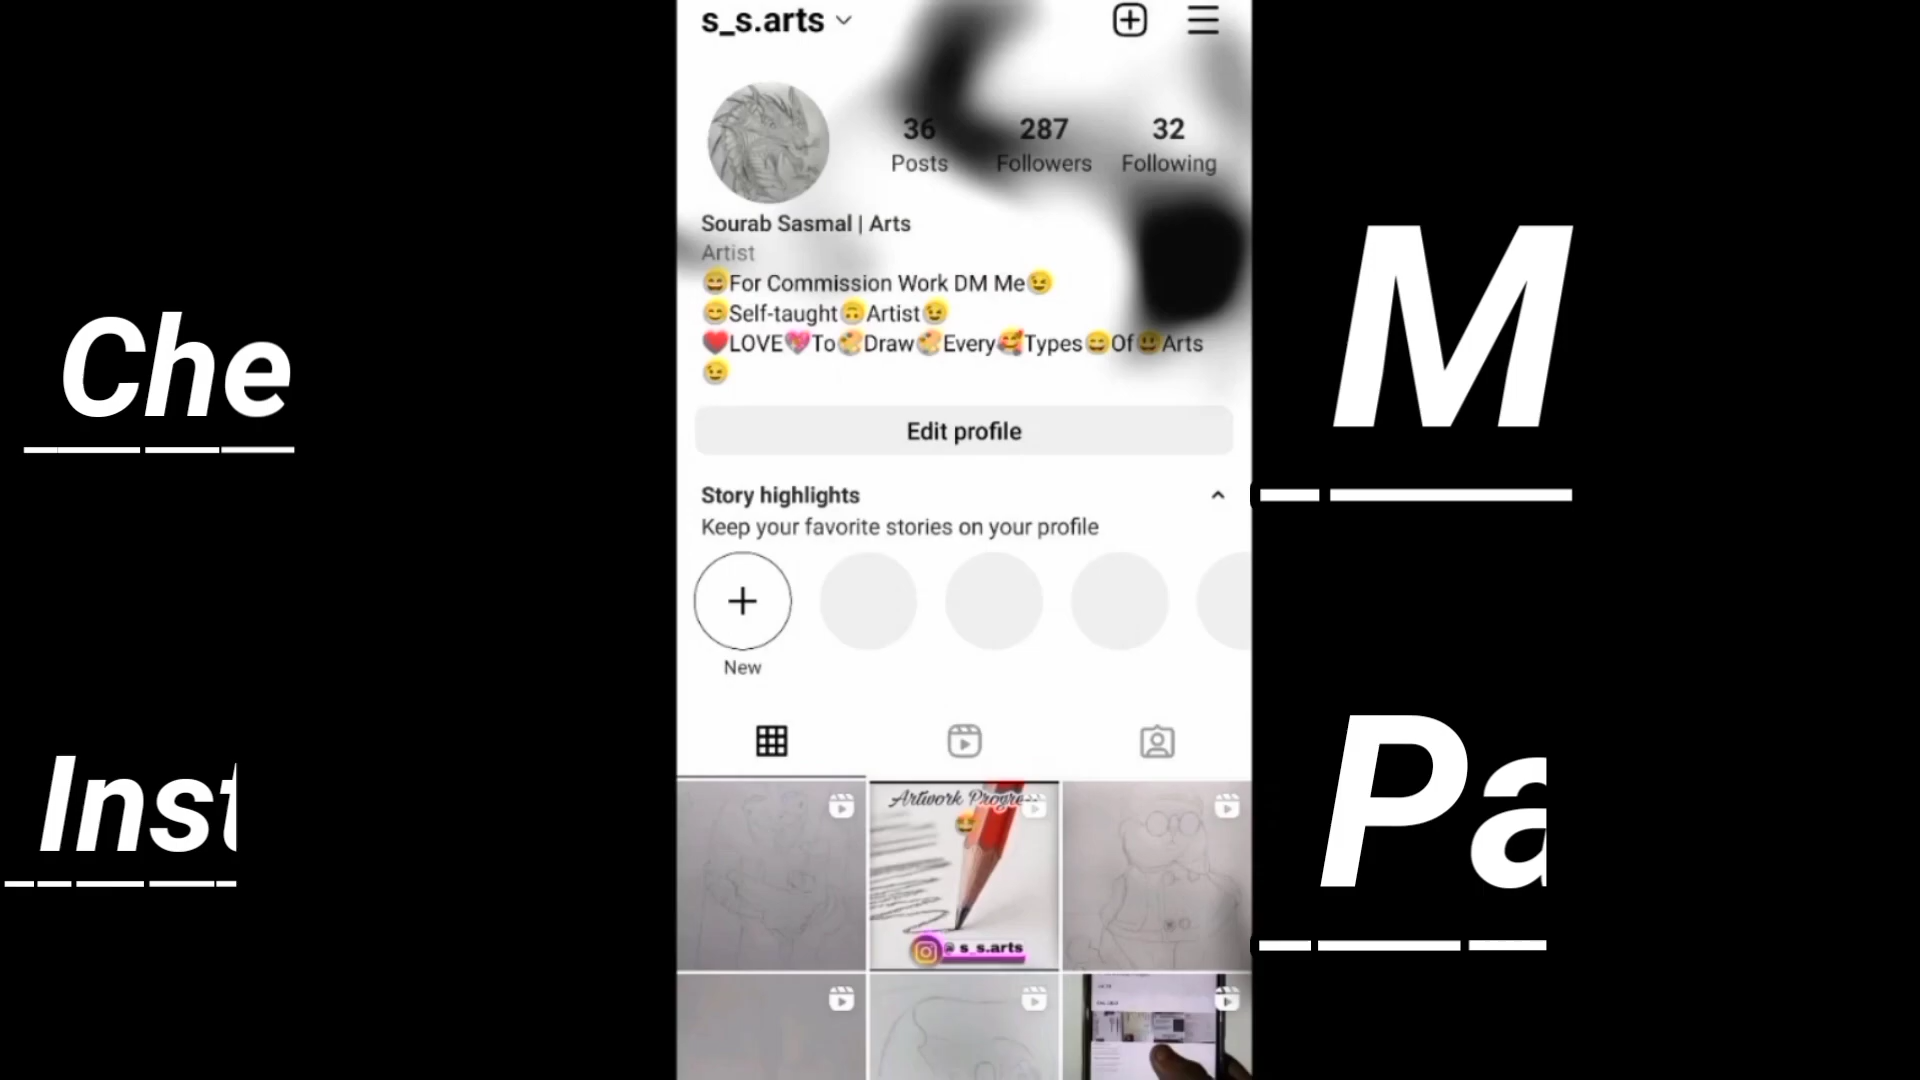 s_s.arts
36 287 32
Posts Followers Following
Sourab Sasmal | Arts
Artist
😄For Commission Work DM Me😉
😊Self-taught🙃Artist😉
❤️LOVE💖To🎨Draw🎨Every🥰Types😄Of😃Arts
😉
Edit profile
Story highlights
Keep your favorite stories on your profile
New
Artwork Progre
@ s_s.arts
Che
Inst
M
Pa